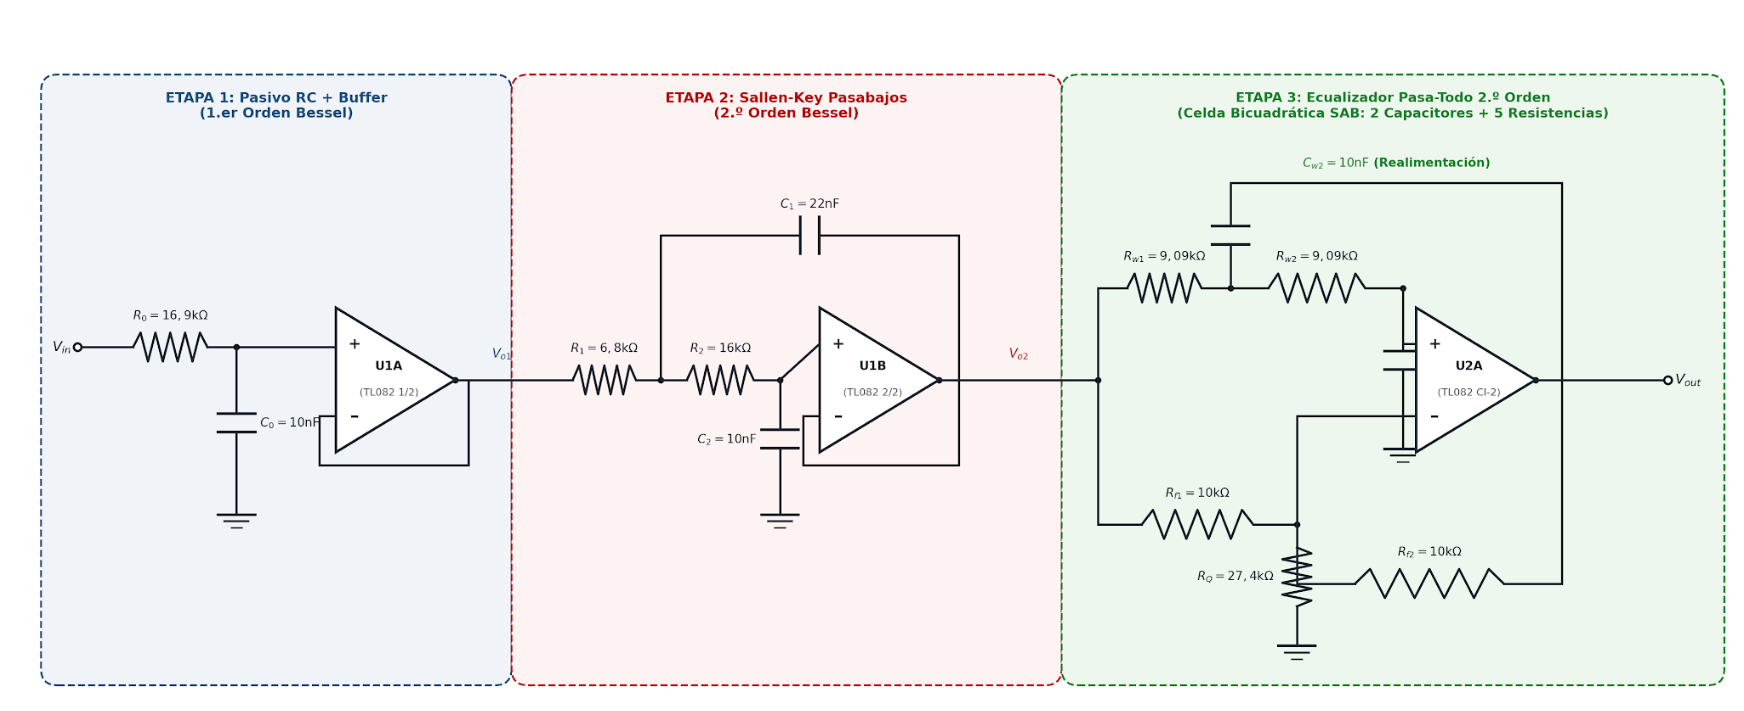 ETAPA 1: Pasivo RC + Buffer
(1.er Orden Bessel)
V_in
R_0 = 16,9kΩ
C_0 = 10nF
+
U1A
(TL082 1/2)
–
V_o1
ETAPA 2: Sallen-Key Pasabajos
(2.º Orden Bessel)
C_1 = 22nF
R_1 = 6,8kΩ
R_2 = 16kΩ
C_2 = 10nF
+
U1B
(TL082 2/2)
–
V_o2
ETAPA 3: Ecualizador Pasa-Todo 2.º Orden
(Celda Bicuadrática SAB: 2 Capacitores + 5 Resistencias)
C_w2 = 10nF (Realimentación)
R_w1 = 9,09kΩ
R_w2 = 9,09kΩ
+
U2A
(TL082 CI-2)
–
V_out
R_f1 = 10kΩ
R_Q = 27,4kΩ
R_f2 = 10kΩ